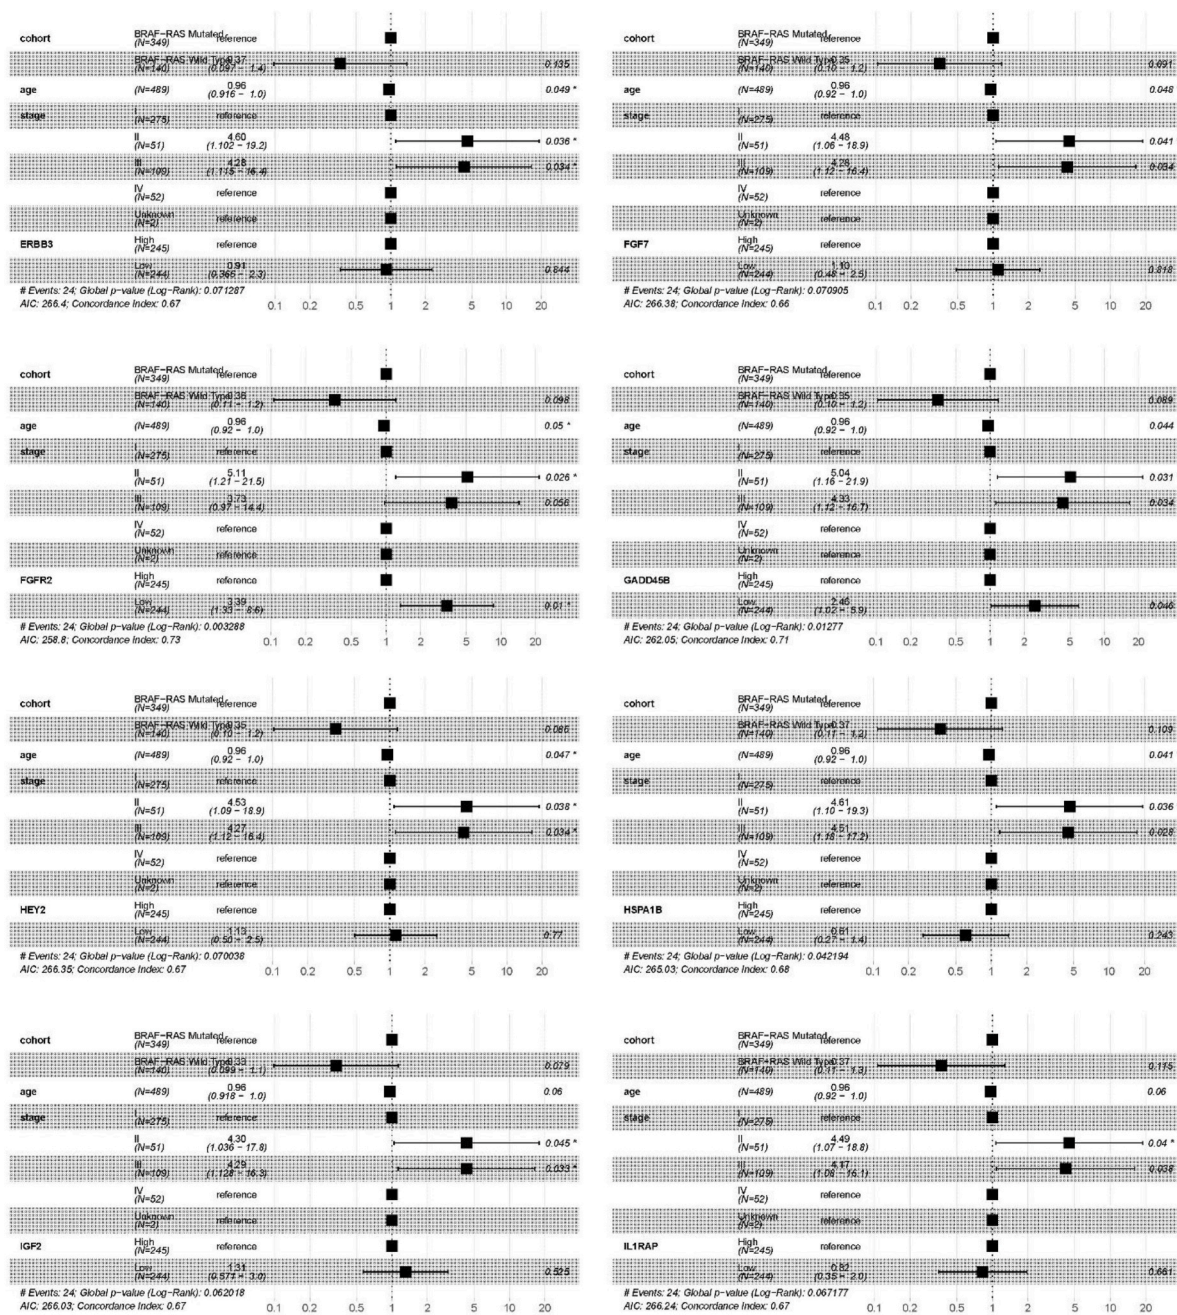 cohort BRAF-RAS Mutated (N=349) reference
BRAF-RAS Wild Type (N=140) 0.37 (0.097 - 1.4) 0.135
age (N=489) 0.96 (0.916 - 1.0) 0.049 *
stage I (N=275) reference
II (N=51) 4.60 (1.102 - 19.2) 0.036 *
III (N=109) 4.28 (1.115 - 16.4) 0.034 *
IV (N=52) reference
Unknown (N=2) reference
ERBB3 High (N=245) reference
Low (N=244) 0.91 (0.366 - 2.3) 0.844
# Events: 24; Global p-value (Log-Rank): 0.071287
AIC: 266.4; Concordance Index: 0.67
0.1 0.2 0.5 1 2 5 10 20
cohort BRAF-RAS Mutated (N=349) reference
BRAF-RAS Wild Type (N=140) 0.35 (0.10 - 1.2) 0.091
age (N=489) 0.96 (0.92 - 1.0) 0.048
stage I (N=275) reference
II (N=51) 4.48 (1.06 - 18.9) 0.041
III (N=109) 4.28 (1.12 - 16.4) 0.034
IV (N=52) reference
Unknown (N=2) reference
FGF7 High (N=245) reference
Low (N=244) 1.10 (0.48 - 2.5) 0.818
# Events: 24; Global p-value (Log-Rank): 0.070905
AIC: 266.38; Concordance Index: 0.66
0.1 0.2 0.5 1 2 5 10 20
cohort BRAF-RAS Mutated (N=349) reference
BRAF-RAS Wild Type (N=140) 0.36 (0.11 - 1.2) 0.098
age (N=489) 0.96 (0.92 - 1.0) 0.05 *
stage I (N=275) reference
II (N=51) 5.11 (1.21 - 21.5) 0.026 *
III (N=109) 3.73 (0.97 - 14.4) 0.056
IV (N=52) reference
Unknown (N=2) reference
FGFR2 High (N=245) reference
Low (N=244) 3.39 (1.33 - 8.6) 0.01 *
# Events: 24; Global p-value (Log-Rank): 0.003288
AIC: 258.8; Concordance Index: 0.73
0.1 0.2 0.5 1 2 5 10 20
cohort BRAF-RAS Mutated (N=349) reference
BRAF-RAS Wild Type (N=140) 0.35 (0.10 - 1.2) 0.089
age (N=489) 0.96 (0.92 - 1.0) 0.044
stage I (N=275) reference
II (N=51) 5.04 (1.16 - 21.9) 0.031
III (N=109) 4.33 (1.12 - 16.7) 0.034
IV (N=52) reference
Unknown (N=2) reference
GADD45B High (N=245) reference
Low (N=244) 2.46 (1.02 - 5.9) 0.046
# Events: 24; Global p-value (Log-Rank): 0.01277
AIC: 262.05; Concordance Index: 0.71
0.1 0.2 0.5 1 2 5 10 20
cohort BRAF-RAS Mutated (N=349) reference
BRAF-RAS Wild Type (N=140) 0.35 (0.10 - 1.2) 0.086
age (N=489) 0.96 (0.92 - 1.0) 0.047 *
stage I (N=275) reference
II (N=51) 4.53 (1.09 - 18.9) 0.038 *
III (N=109) 4.27 (1.12 - 16.4) 0.034 *
IV (N=52) reference
Unknown (N=2) reference
HEY2 High (N=245) reference
Low (N=244) 1.13 (0.50 - 2.5) 0.77
# Events: 24; Global p-value (Log-Rank): 0.070038
AIC: 266.35; Concordance Index: 0.67
0.1 0.2 0.5 1 2 5 10 20
cohort BRAF-RAS Mutated (N=349) reference
BRAF-RAS Wild Type (N=140) 0.37 (0.11 - 1.2) 0.109
age (N=489) 0.96 (0.92 - 1.0) 0.041
stage I (N=275) reference
II (N=51) 4.61 (1.10 - 19.3) 0.036
III (N=109) 4.51 (1.18 - 17.2) 0.028
IV (N=52) reference
Unknown (N=2) reference
HSPA1B High (N=245) reference
Low (N=244) 0.61 (0.27 - 1.4) 0.243
# Events: 24; Global p-value (Log-Rank): 0.042194
AIC: 265.03; Concordance Index: 0.68
0.1 0.2 0.5 1 2 5 10 20
cohort BRAF-RAS Mutated (N=349) reference
BRAF-RAS Wild Type (N=140) 0.33 (0.099 - 1.1) 0.079
age (N=489) 0.96 (0.918 - 1.0) 0.06
stage I (N=275) reference
II (N=51) 4.30 (1.036 - 17.8) 0.045 *
III (N=109) 4.29 (1.128 - 16.3) 0.033 *
IV (N=52) reference
Unknown (N=2) reference
IGF2 High (N=245) reference
Low (N=244) 1.31 (0.571 - 3.0) 0.525
# Events: 24; Global p-value (Log-Rank): 0.062018
AIC: 266.03; Concordance Index: 0.67
0.1 0.2 0.5 1 2 5 10 20
cohort BRAF-RAS Mutated (N=349) reference
BRAF-RAS Wild Type (N=140) 0.37 (0.11 - 1.3) 0.115
age (N=489) 0.96 (0.92 - 1.0) 0.06
stage I (N=275) reference
II (N=51) 4.49 (1.07 - 18.8) 0.04 *
III (N=109) 4.17 (1.08 - 16.1) 0.038
IV (N=52) reference
Unknown (N=2) reference
IL1RAP High (N=245) reference
Low (N=244) 0.82 (0.35 - 2.0) 0.661
# Events: 24; Global p-value (Log-Rank): 0.067177
AIC: 266.24; Concordance Index: 0.67
0.1 0.2 0.5 1 2 5 10 20